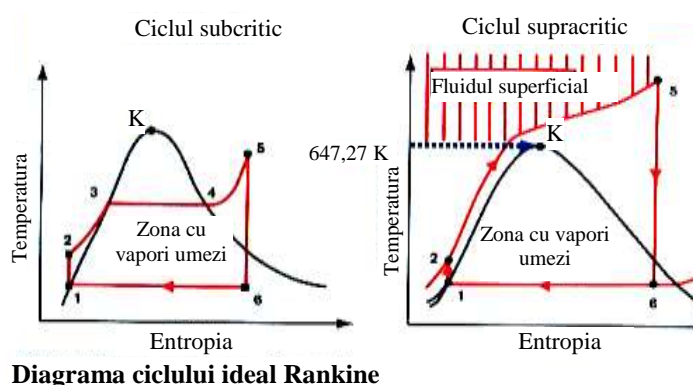 Ciclul subcritic
K
5
3
4
2
Zona cu
vapori umezi
1
6
Temperatura
Entropia
Ciclul supracritic
Fluidul superficial
5
K
647,27 K
2
Zona cu vapori
umezi
1
6
Temperatura
Entropia
Diagrama ciclului ideal Rankine